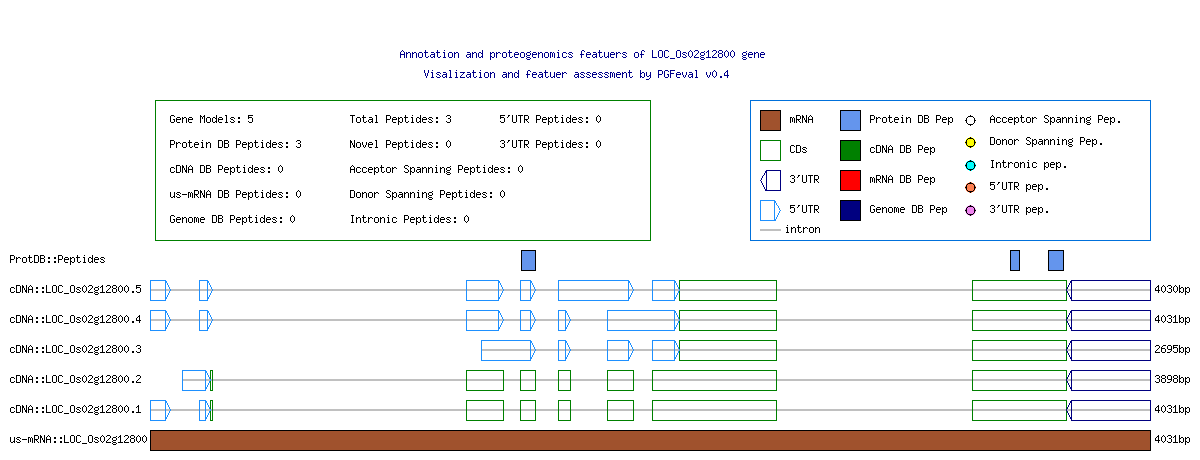 Annotation and proteogenomics featuers of LOC_Os02g12800 gene
Visalization and featuer assessment by PGFeval v0.4
Gene Models: 5 Total Peptides: 3 5'UTR Peptides: 0
Protein DB Peptides: 3 Novel Peptides: 0 3'UTR Peptides: 0
cDNA DB Peptides: 0 Acceptor Spanning Peptides: 0
us-mRNA DB Peptides: 0 Donor Spanning Peptides: 0
Genome DB Peptides: 0 Intronic Peptides: 0
mRNA Protein DB Pep Acceptor Spanning Pep.
CDs cDNA DB Pep Donor Spanning Pep.
3'UTR mRNA DB Pep Intronic pep.
5'UTR Genome DB Pep 5'UTR pep.
intron 3'UTR pep.
ProtDB::Peptides
cDNA::LOC_Os02g12800.5 4030bp
cDNA::LOC_Os02g12800.4 4031bp
cDNA::LOC_Os02g12800.3 2695bp
cDNA::LOC_Os02g12800.2 3898bp
cDNA::LOC_Os02g12800.1 4031bp
us-mRNA::LOC_Os02g12800 4031bp